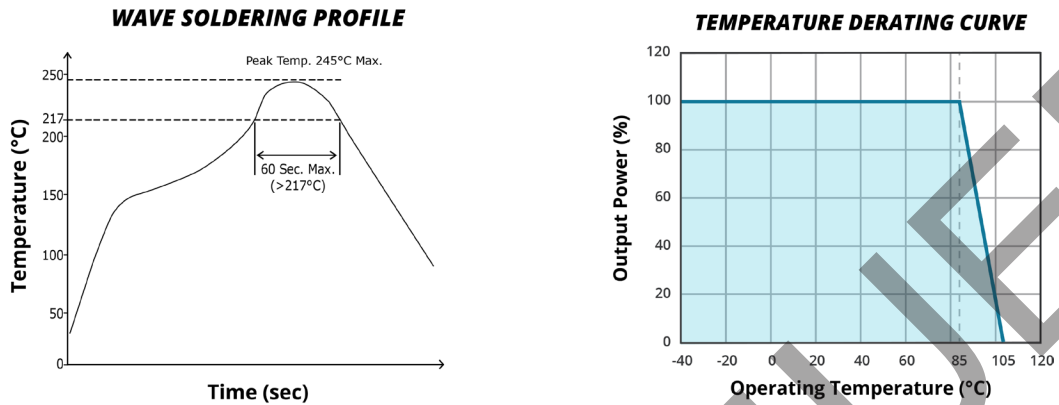 WAVE SOLDERING PROFILE
Peak Temp. 245°C Max.
250
217
200
150
100
50
0
60 Sec. Max.
(>217°C)
Temperature (°C)
Time (sec)
TEMPERATURE DERATING CURVE
120
100
80
60
40
20
0
-40 -20 0 20 40 60 85 105 120
Output Power (%)
Operating Temperature (°C)